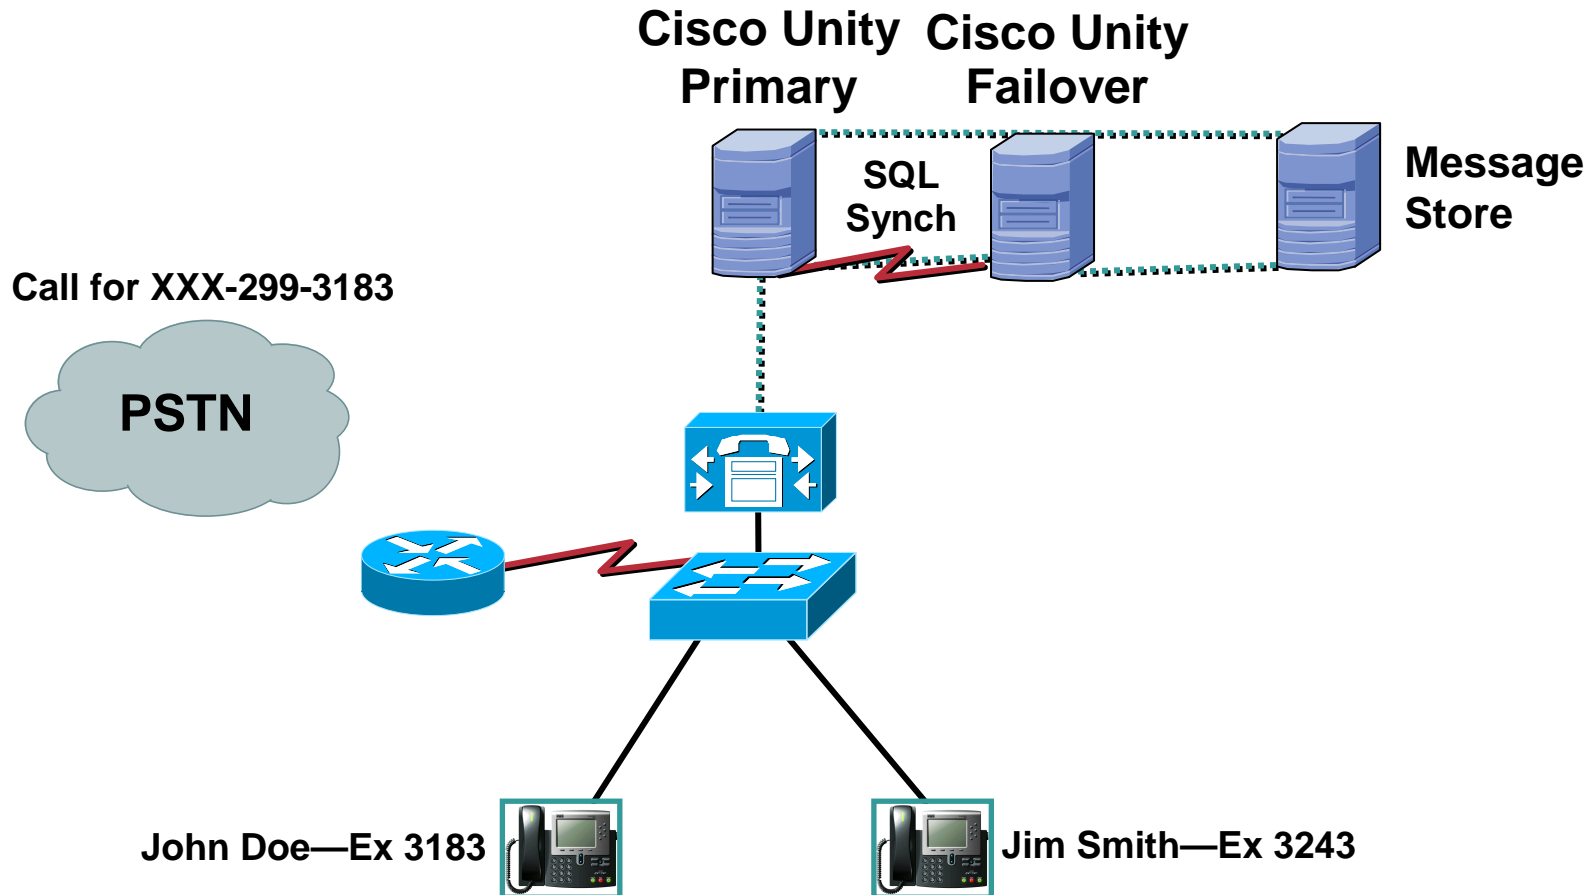 Cisco Unity
Primary
Cisco Unity
Failover
SQL
Synch
Message
Store
Call for XXX-299-3183
PSTN
John Doe—Ex 3183
Jim Smith—Ex 3243